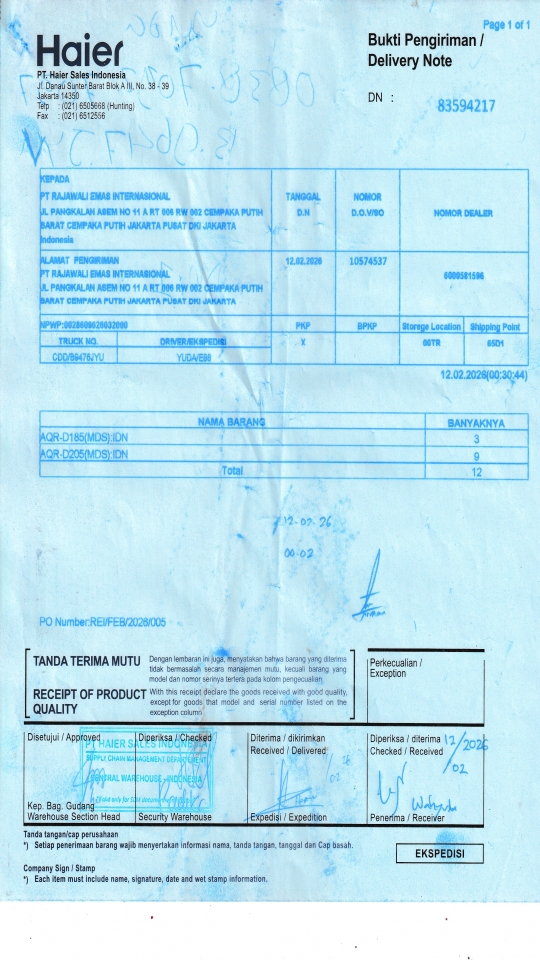 Page 1 of 1
Haier
Bukti Pengiriman /
Delivery Note
PT. Haier Sales Indonesia
Jl. Danau Sunter Barat Blok A III, No. 38 - 39
Jakarta 14350
Telp : (021) 6505668 (Hunting)
Fax : (021) 6512556
DN : 83594217
KEPADA
PT RAJAWALI EMAS INTERNASIONAL
JL PANGKALAN ASEM NO 11 A RT 006 RW 002 CEMPAKA PUTIH
BARAT CEMPAKA PUTIH JAKARTA PUSAT DKI JAKARTA
Indonesia
TANGGAL
D.N
NOMOR
D.O.V/SO
NOMOR DEALER
ALAMAT PENGIRIMAN
PT RAJAWALI EMAS INTERNASIONAL
JL PANGKALAN ASEM NO 11 A RT 006 RW 002 CEMPAKA PUTIH
BARAT CEMPAKA PUTIH JAKARTA PUSAT DKI JAKARTA
12.02.2026
10574537
PKP
BPKP
Storege Location
Shipping Point
TRUCK NO.
DRIVER/EKSPEDISI
X
00TR
65D1
12.02.2026(00:30:44)
NAMA BARANG
BANYAKNYA
AQR-D185(MDS):IDN 3
AQR-D205(MDS):IDN 9
Total 12
12-02-26
00.02
PO Number:REI/FEB/2026/005
TANDA TERIMA MUTU
Dengan lembaran ini juga, menyatakan bahwa barang yang diterima
tidak bermasalah secara manajemen mutu, kecuali barang yang
model dan nomor serinya tertera pada kolom pengecualian
RECEIPT OF PRODUCT
QUALITY
With this receipt declare the goods received with good quality,
except for goods that model and serial number listed on the
exception column
Perkecualian /
Exception
Disetujui / Approved
Diperiksa / Checked
Diterima / dikirimkan
Received / Delivered
Diperiksa / diterima
Checked / Received
12/2026
/02
PT HAIER SALES INDONESIA
SUPPLY CHAIN MANAGEMENT DEPARTEMENT
GENERAL WAREHOUSE - INDONESIA
/02
Kep. Bag. Gudang
Warehouse Section Head
Security Warehouse
Expedisi / Expedition
Penerima / Receiver
Tanda tangan/cap perusahaan
*) Setiap penerimaan barang wajib menyertakan informasi nama, tanda tangan, tanggal dan Cap basah.
EKSPEDISI
Company Sign / Stamp
*) Each item must include name, signature, date and wet stamp information.